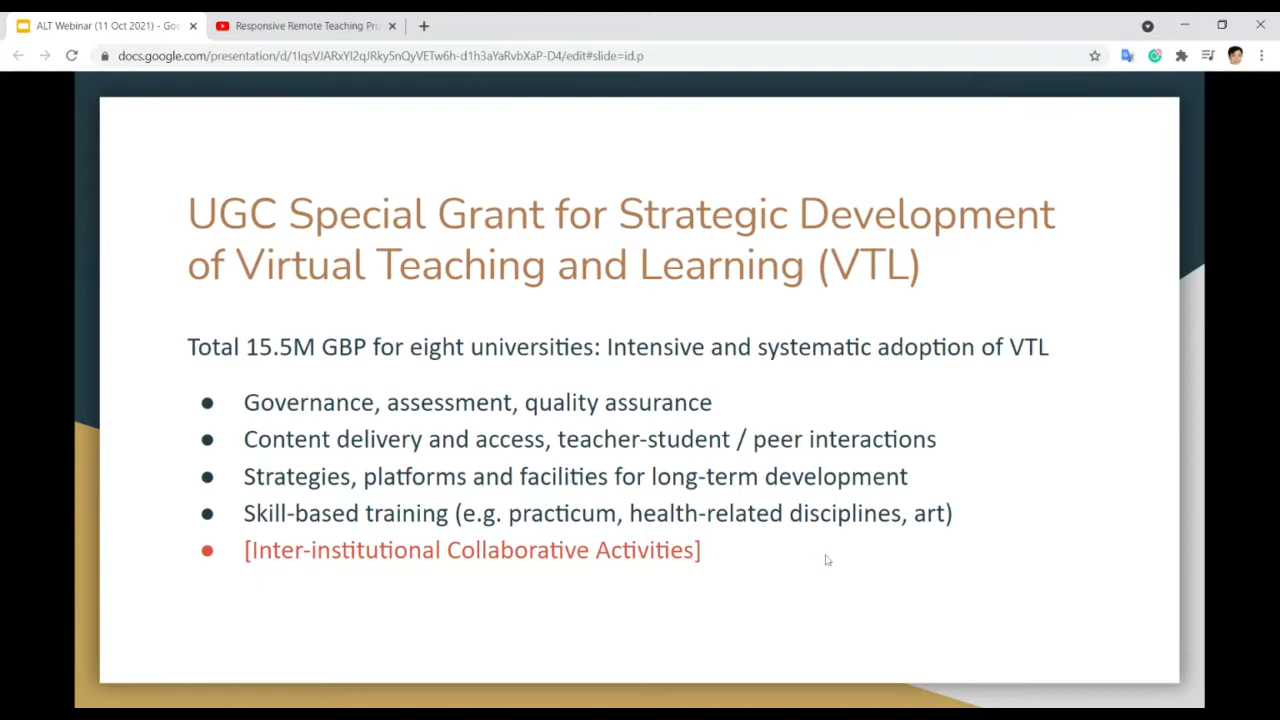 ALT Webinar (11 Oct 2021) - Goo
Responsive Remote Teaching Pr
docs.google.com/presentation/d/1IqsVJARxYI2qJRky5nQyVETw6h-d1h3aYaRvbXaP-D4/edit#slide=id.p
UGC Special Grant for Strategic Development
of Virtual Teaching and Learning (VTL)
Total 15.5M GBP for eight universities: Intensive and systematic adoption of VTL
● Governance, assessment, quality assurance
● Content delivery and access, teacher-student / peer interactions
● Strategies, platforms and facilities for long-term development
● Skill-based training (e.g. practicum, health-related disciplines, art)
● [Inter-institutional Collaborative Activities]